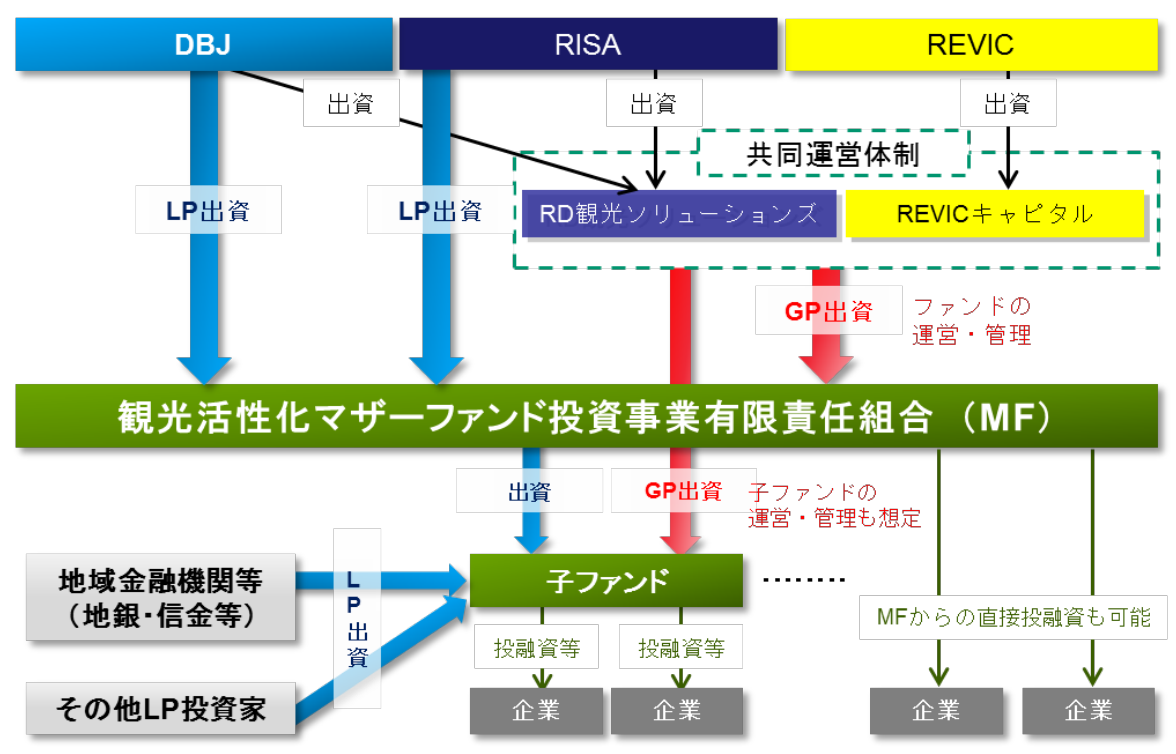 DBJ
RISA
REVIC
出資
出資
出資
共同運営体制
LP出資
LP出資
RD観光ソリューションズ
REVICキャピタル
GP出資
ファンドの
運営・管理
観光活性化マザーファンド投資事業有限責任組合 （MF）
出資
GP出資
子ファンドの
運営・管理も想定
地域金融機関等
（地銀・信金等）
LP出資
子ファンド
‥‥‥‥
MFからの直接投融資も可能
投融資等
投融資等
その他LP投資家
企業
企業
企業
企業